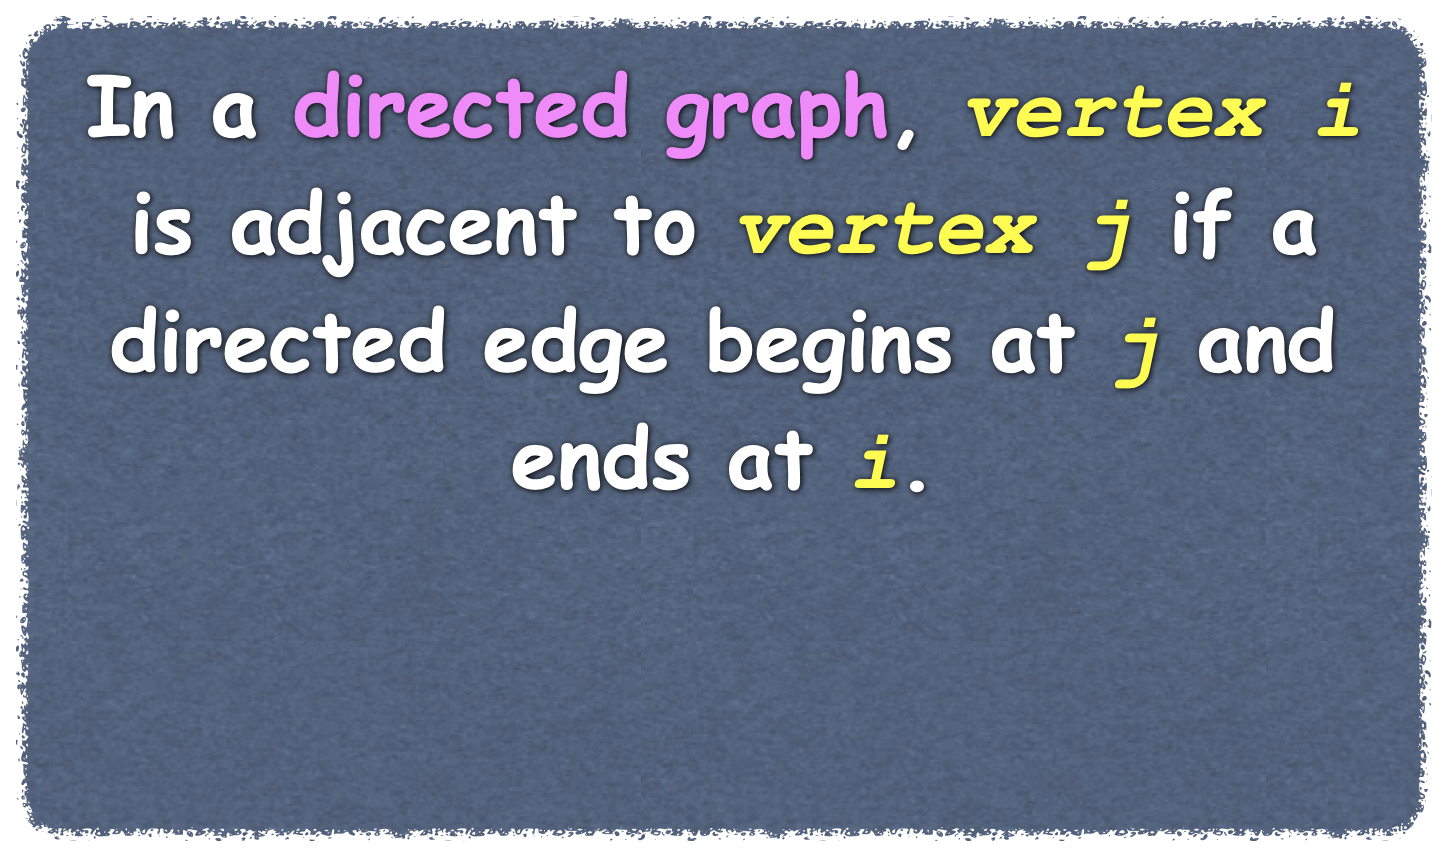 In a directed graph, vertex i
is adjacent to vertex j if a
directed edge begins at j and
ends at i.